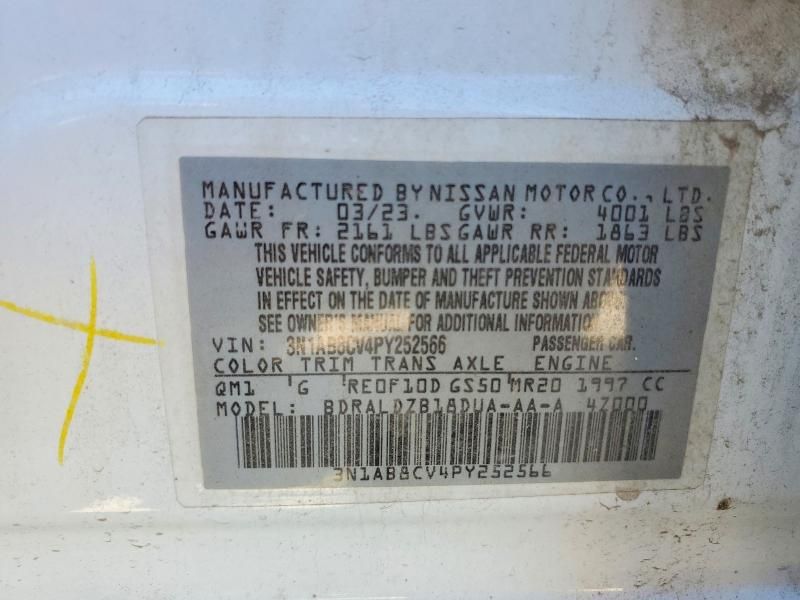 MANUFACTURED BY NISSAN MOTOR CO., LTD.
DATE: 03/23. GVWR: 4001 LBS
GAWR FR: 2161 LBS GAWR RR: 1863 LBS
THIS VEHICLE CONFORMS TO ALL APPLICABLE FEDERAL MOTOR
VEHICLE SAFETY, BUMPER AND THEFT PREVENTION STANDARDS
IN EFFECT ON THE DATE OF MANUFACTURE SHOWN ABOVE.
SEE OWNER'S MANUAL FOR ADDITIONAL INFORMATION.
VIN: 3N1AB8CV4PY252566 PASSENGER CAR.
COLOR TRIM TRANS AXLE ENGINE
QM1 G RE0F10D GS50 MR20 1997 CC
MODEL: BDRALDZB18DUA-AA-A 47000
3N1AB8CV4PY252566